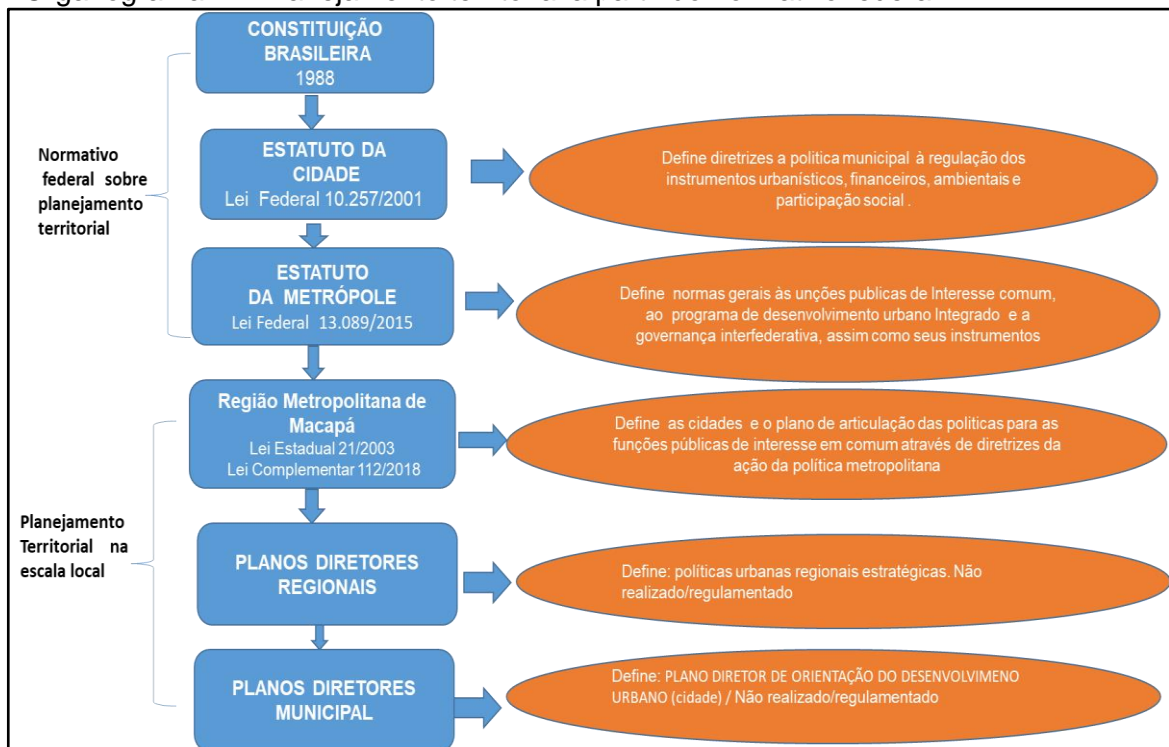 CONSTITUIÇÃO
BRASILEIRA
1988
Normativo
federal sobre
planejamento
territorial
ESTATUTO DA
CIDADE
Lei Federal 10.257/2001
Define diretrizes a politica municipal à regulação dos
instrumentos urbanísticos, financeiros, ambientais e
participação social .
ESTATUTO
DA METRÓPOLE
Lei Federal 13.089/2015
Define normas gerais às unções publicas de Interesse comum,
ao programa de desenvolvimento urbano Integrado e a
governança interfederativa, assim como seus instrumentos
Região Metropolitana de
Macapá
Lei Estadual 21/2003
Lei Complementar 112/2018
Define as cidades e o plano de articulação das politicas para as
funções públicas de interesse em comum através de diretrizes da
ação da política metropolitana
Planejamento
Territorial na
escala local
PLANOS DIRETORES
REGIONAIS
Define: políticas urbanas regionais estratégicas. Não
realizado/regulamentado
PLANOS DIRETORES
MUNICIPAL
Define: PLANO DIRETOR DE ORIENTAÇÃO DO DESENVOLVIMENO
URBANO (cidade) / Não realizado/regulamentado